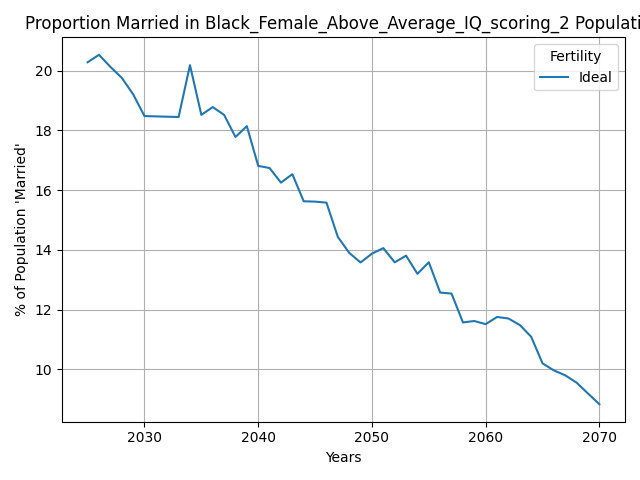 Proportion Married in Black_Female_Above_Average_IQ_scoring_2 Populati
% of Population 'Married'
20
18
16
14
12
10
Fertility
Ideal
2030 2040 2050 2060 2070
Years